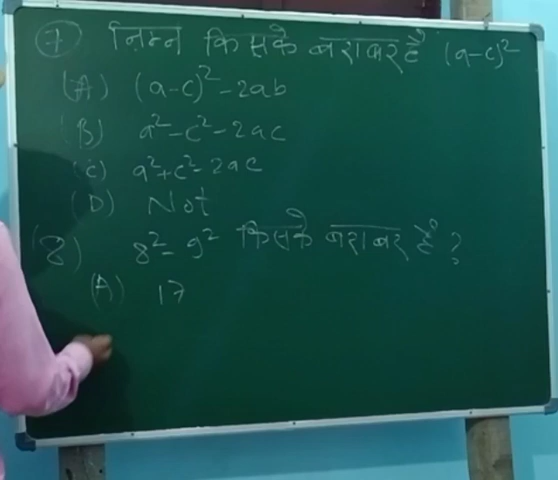 (7) निम्न किसके बराबर है (a-c)²
(A) (a-c)² - 2ab
(B) a² - c² - 2ac
(C) a² + c² - 2ac
(D) Not
(8) 8² - 9² किसके बराबर है ?
(A) 17